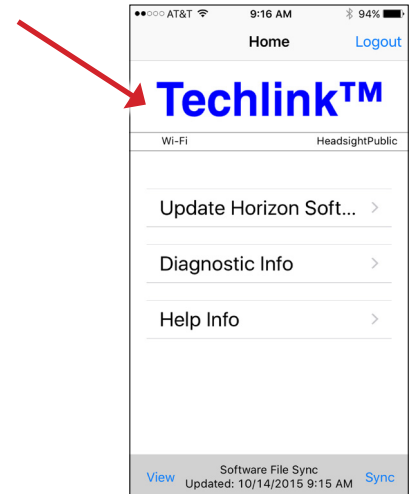 AT&T 9:16 AM 94%
Home Logout
Techlink™
Wi-Fi HeadsightPublic
Update Horizon Soft... >
Diagnostic Info >
Help Info >
Software File Sync
View Updated: 10/14/2015 9:15 AM Sync